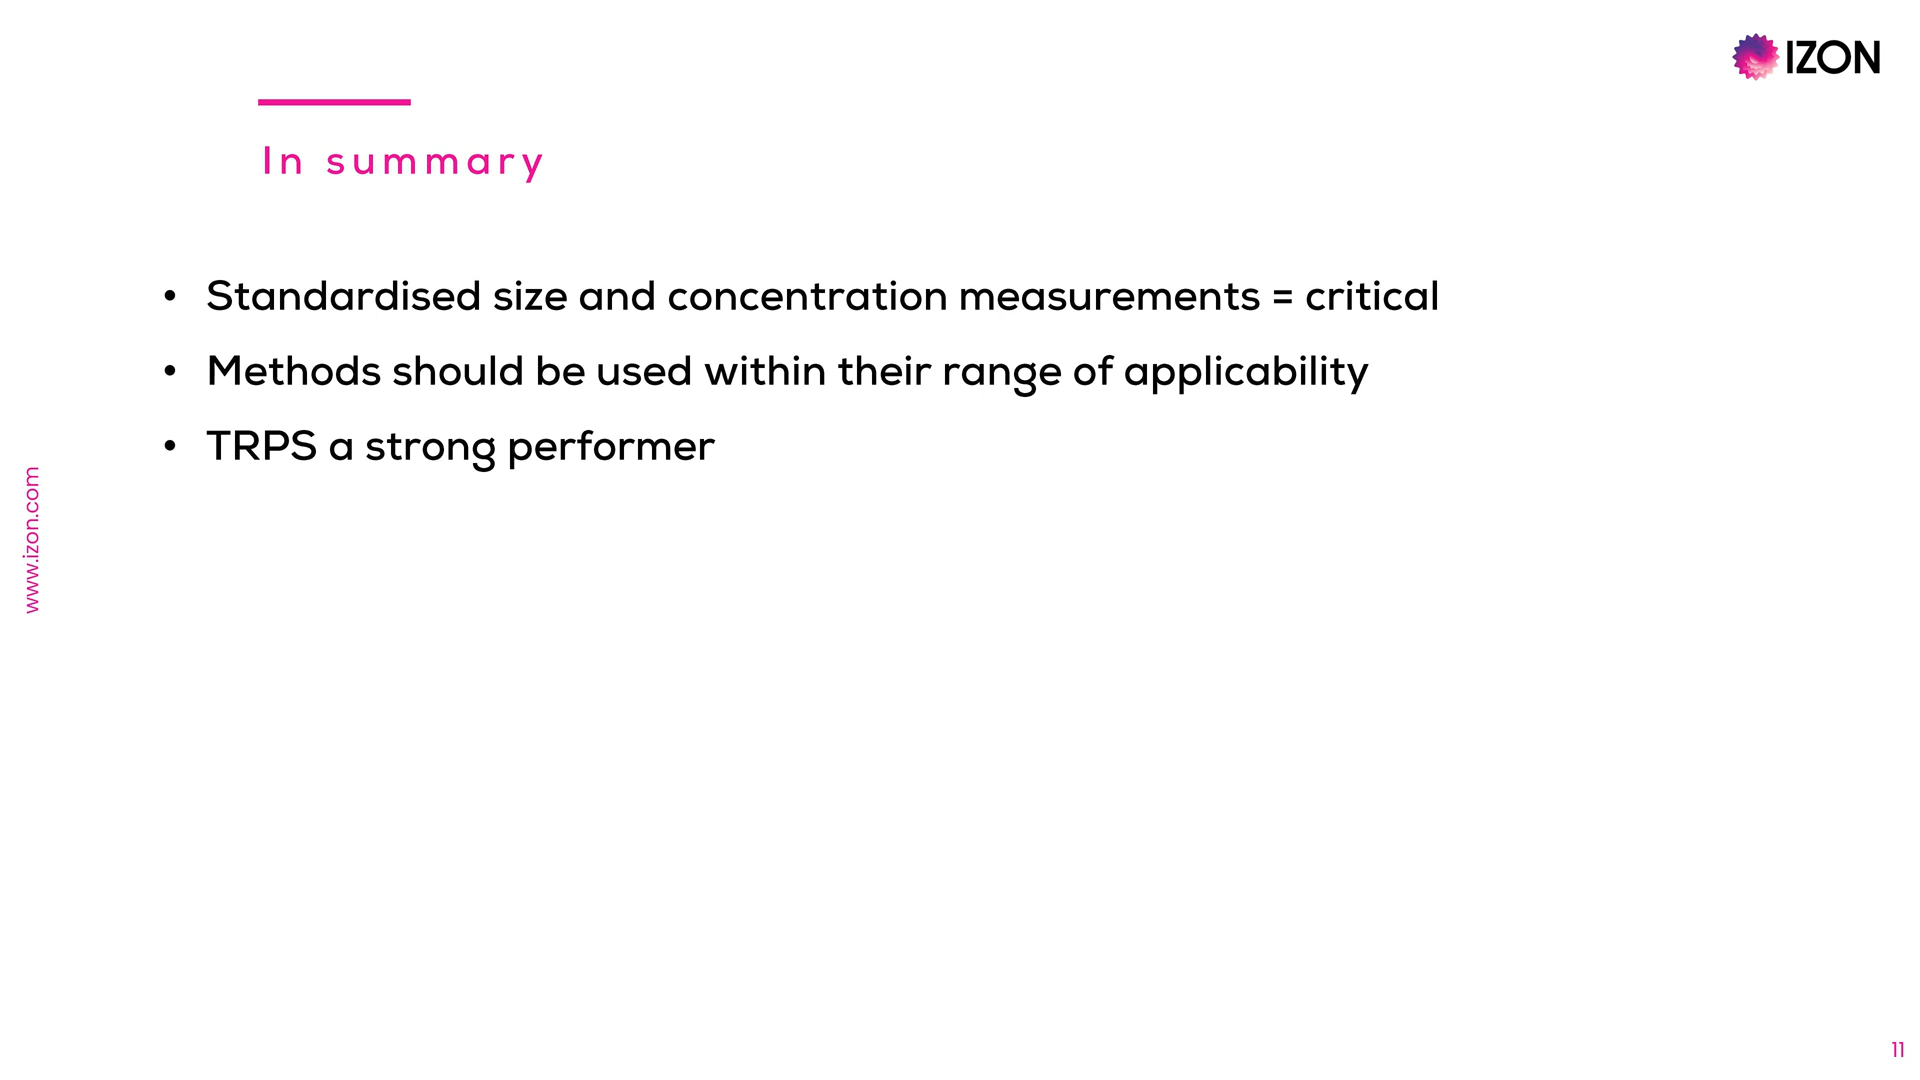 IZON
In summary
• Standardised size and concentration measurements = critical
• Methods should be used within their range of applicability
• TRPS a strong performer
www.izon.com
11